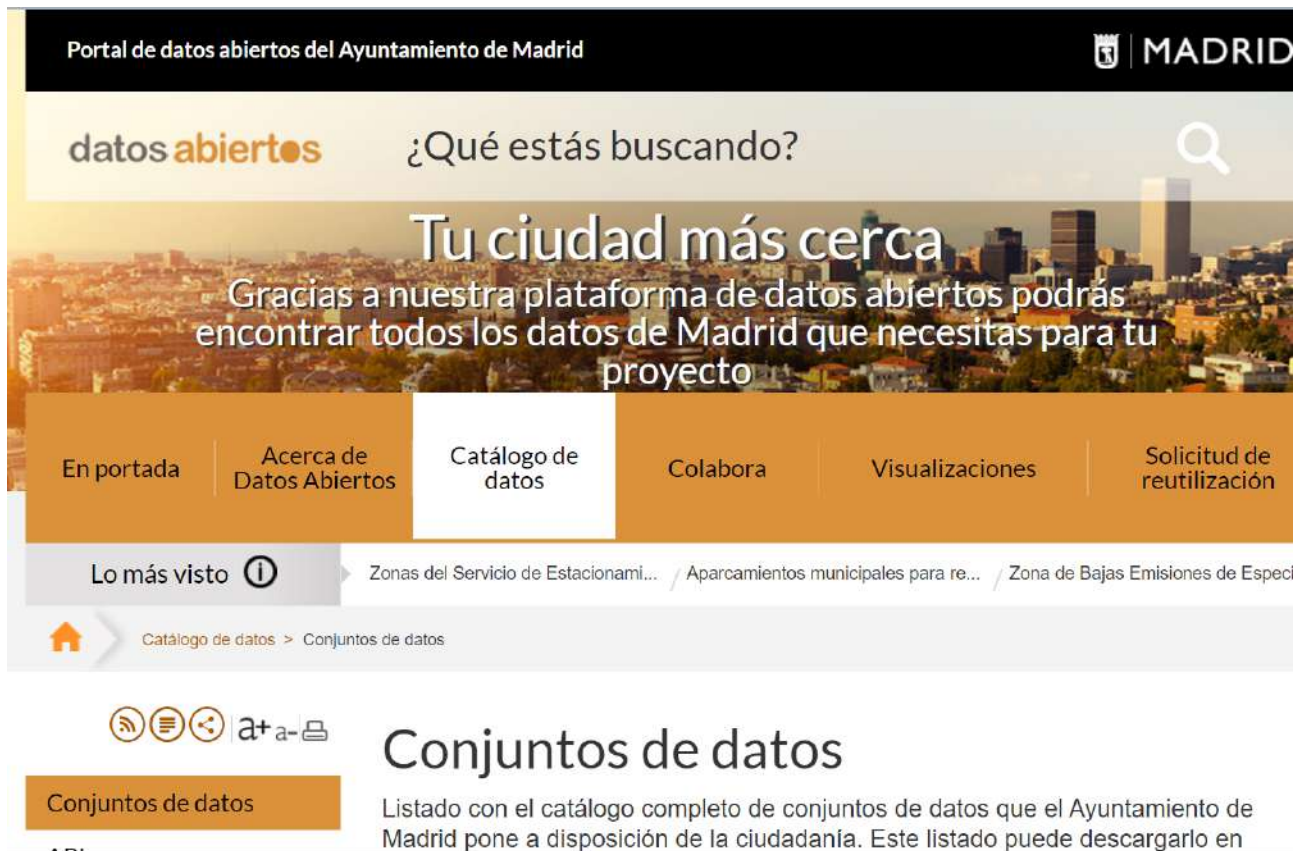 Portal de datos abiertos del Ayuntamiento de Madrid
MADRID
datos abiertos
¿Qué estás buscando?
Tu ciudad más cerca
Gracias a nuestra plataforma de datos abiertos podrás
encontrar todos los datos de Madrid que necesitas para tu
proyecto
En portada
Acerca de
Datos Abiertos
Catálogo de
datos
Colabora
Visualizaciones
Solicitud de
reutilización
Lo más visto
Zonas del Servicio de Estacionami... / Aparcamientos municipales para re... / Zona de Bajas Emisiones de Especi
Catálogo de datos > Conjuntos de datos
a+ a-
Conjuntos de datos
Conjuntos de datos
Listado con el catálogo completo de conjuntos de datos que el Ayuntamiento de
Madrid pone a disposición de la ciudadanía. Este listado puede descargarlo en